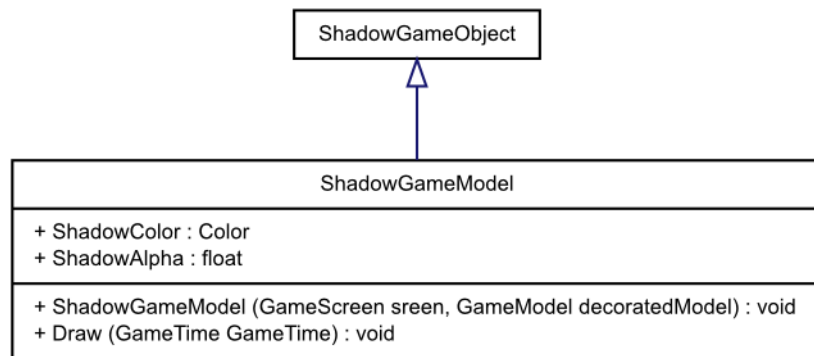 ShadowGameObject
ShadowGameModel
+ ShadowColor : Color
+ ShadowAlpha : float
+ ShadowGameModel (GameScreen sreen, GameModel decoratedModel) : void
+ Draw (GameTime GameTime) : void